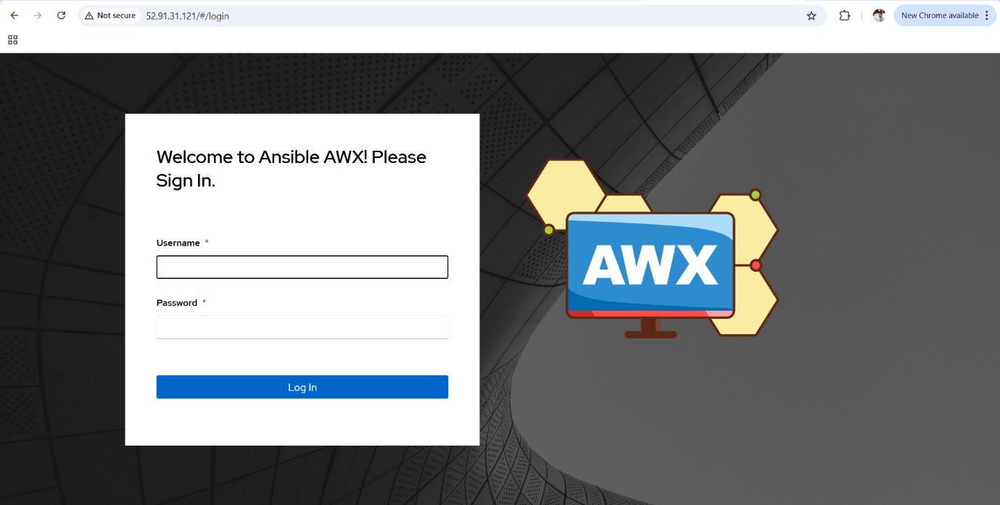 Not secure
52.91.31.121/#/login
New Chrome available
Welcome to Ansible AWX! Please
Sign In.
Username *
Password *
Log In
AWX